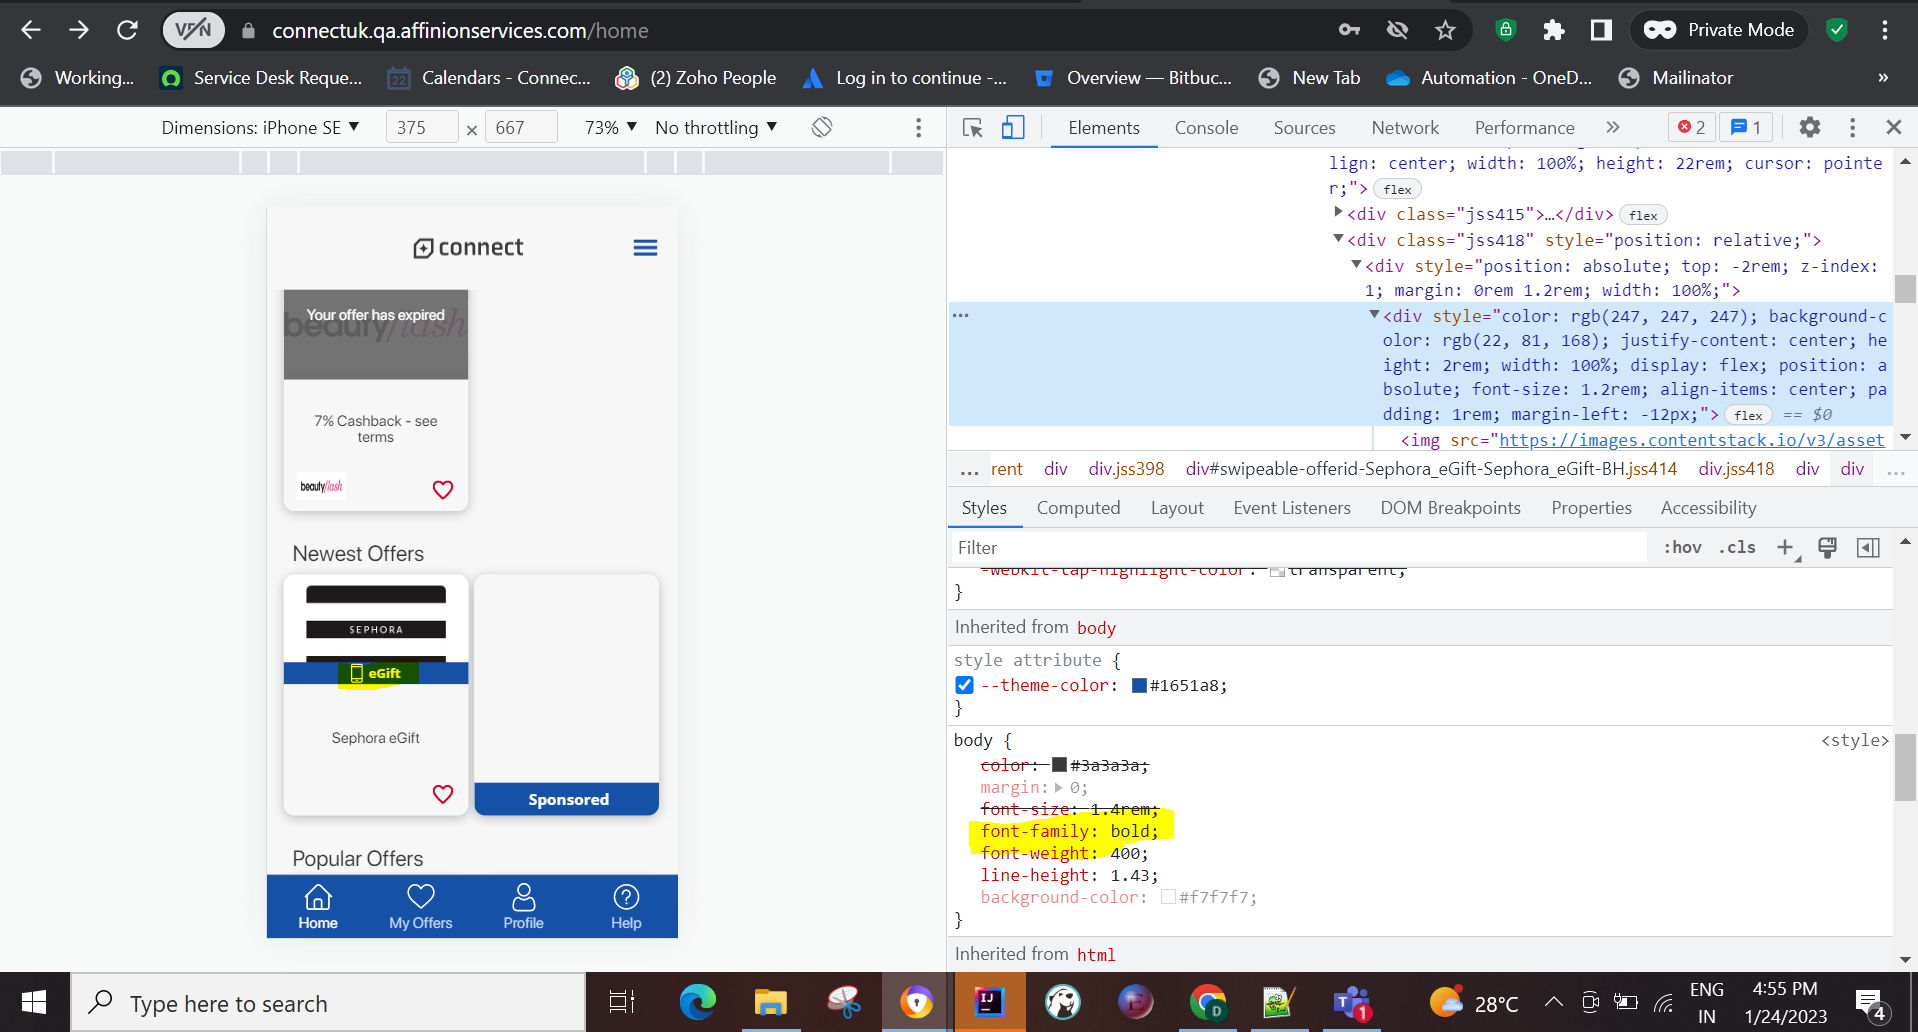 VPN
connectuk.qa.affinionservices.com/home
Private Mode
Working...
Service Desk Reque...
22
Calendars - Connec...
(2) Zoho People
Log in to continue -...
Overview — Bitbuc...
New Tab
Automation - OneD...
Mailinator
»
Dimensions: iPhone SE
375
×
667
73%
No throttling
Elements
Console
Sources
Network
Performance
»
2
1
connect
Your offer has expired
beautyflash
7% Cashback - see
terms
beautyflash
Newest Offers
SEPHORA
eGift
Sephora eGift
Sponsored
Popular Offers
Home
My Offers
Profile
Help
lign: center; width: 100%; height: 22rem; cursor: pointe
r;"> flex
<div class="jss415">…</div> flex
<div class="jss418" style="position: relative;">
<div style="position: absolute; top: -2rem; z-index:
1; margin: 0rem 1.2rem; width: 100%;">
<div style="color: rgb(247, 247, 247); background-c
olor: rgb(22, 81, 168); justify-content: center; he
ight: 2rem; width: 100%; display: flex; position: a
bsolute; font-size: 1.2rem; align-items: center; pa
dding: 1rem; margin-left: -12px;"> flex == $0
<img src="https://images.contentstack.io/v3/asset
... rent div div.jss398 div#swipeable-offerid-Sephora_eGift-Sephora_eGift-BH.jss414 div.jss418 div div ...
Styles
Computed
Layout
Event Listeners
DOM Breakpoints
Properties
Accessibility
Filter
:hov .cls +
-webkit-tap-highlight-color: transparent;
}
Inherited from body
style attribute {
--theme-color: #1651a8;
}
body { <style>
color: #3a3a3a;
margin: 0;
font-size: 1.4rem;
font-family: bold;
font-weight: 400;
line-height: 1.43;
background-color: #f7f7f7;
}
Inherited from html
Type here to search
IJ
D
T
1
28°C
ENG
IN
4:55 PM
1/24/2023
4